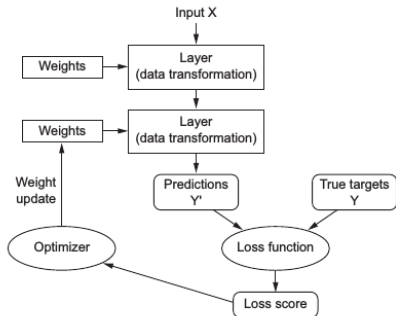 Input X
Weights
Layer
(data transformation)
Weights
Layer
(data transformation)
Weight
update
Predictions
Y'
True targets
Y
Optimizer
Loss function
Loss score